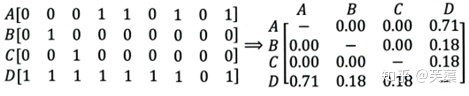 A[0 0 0 1 1 0 1 0 1]
B[0 1 0 0 0 0 0 0 0]
C[0 0 1 0 0 0 0 0 0]
D[1 1 1 1 1 1 1 0 1]
⇒
A B C D
A[ — 0.00 0.00 0.71]
B[0.00 — 0.00 0.18]
C[0.00 0.00 — 0.18]
D[0.71 0.18 0.18 —]
知乎